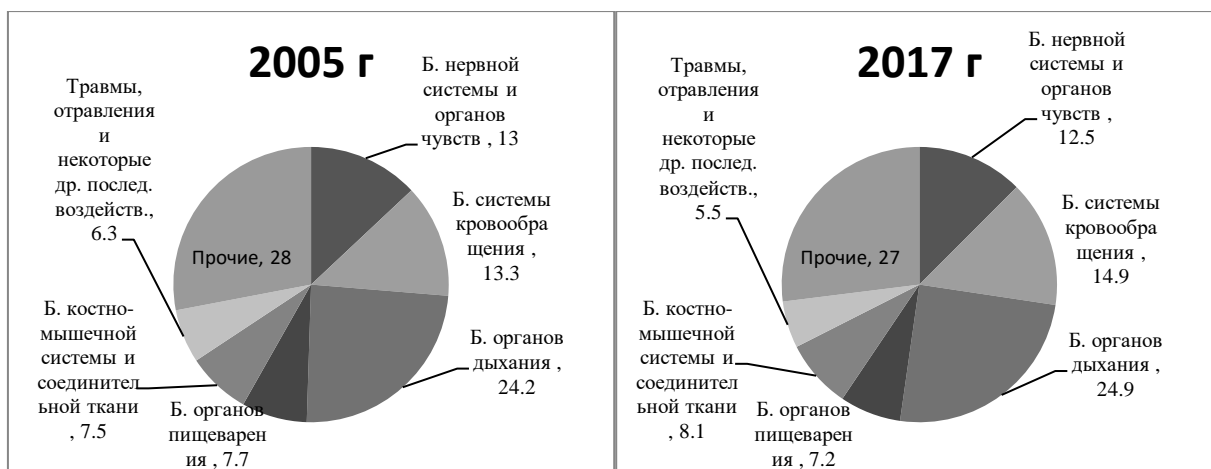 2005 г
Б. нервной
системы и
органов
чувств , 13
Б. системы
кровообра
щения ,
13.3
Б. органов
дыхания ,
24.2
Б. органов
пищеварен
ия , 7.7
Б. костно-
мышечной
системы и
соединител
ьной ткани
, 7.5
Травмы,
отравления
и
некоторые
др. послед.
воздейств.,
6.3
Прочие, 28
2017 г
Б. нервной
системы и
органов
чувств ,
12.5
Б. системы
кровообра
щения ,
14.9
Б. органов
дыхания ,
24.9
Б. органов
пищеварен
ия , 7.2
Б. костно-
мышечной
системы и
соединител
ьной ткани
, 8.1
Травмы,
отравления
и
некоторые
др. послед.
воздейств.,
5.5
Прочие, 27